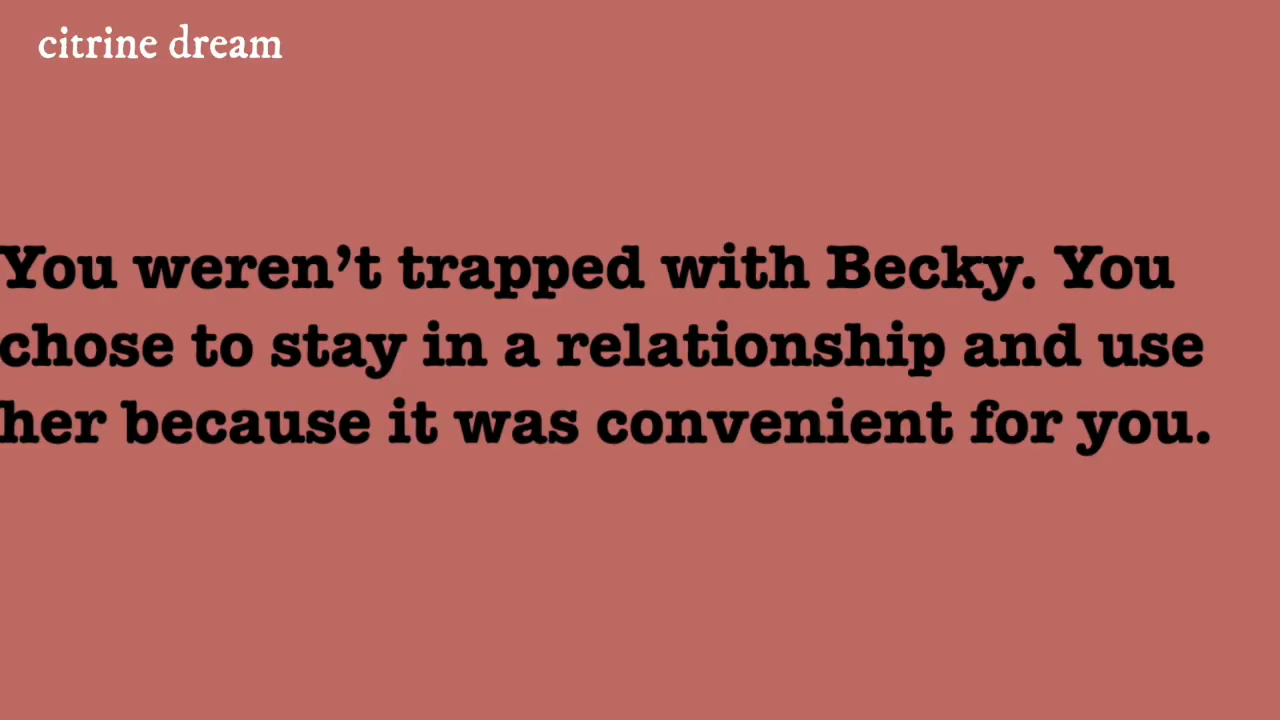 citrine dream
You weren’t trapped with Becky. You
chose to stay in a relationship and use
her because it was convenient for you.